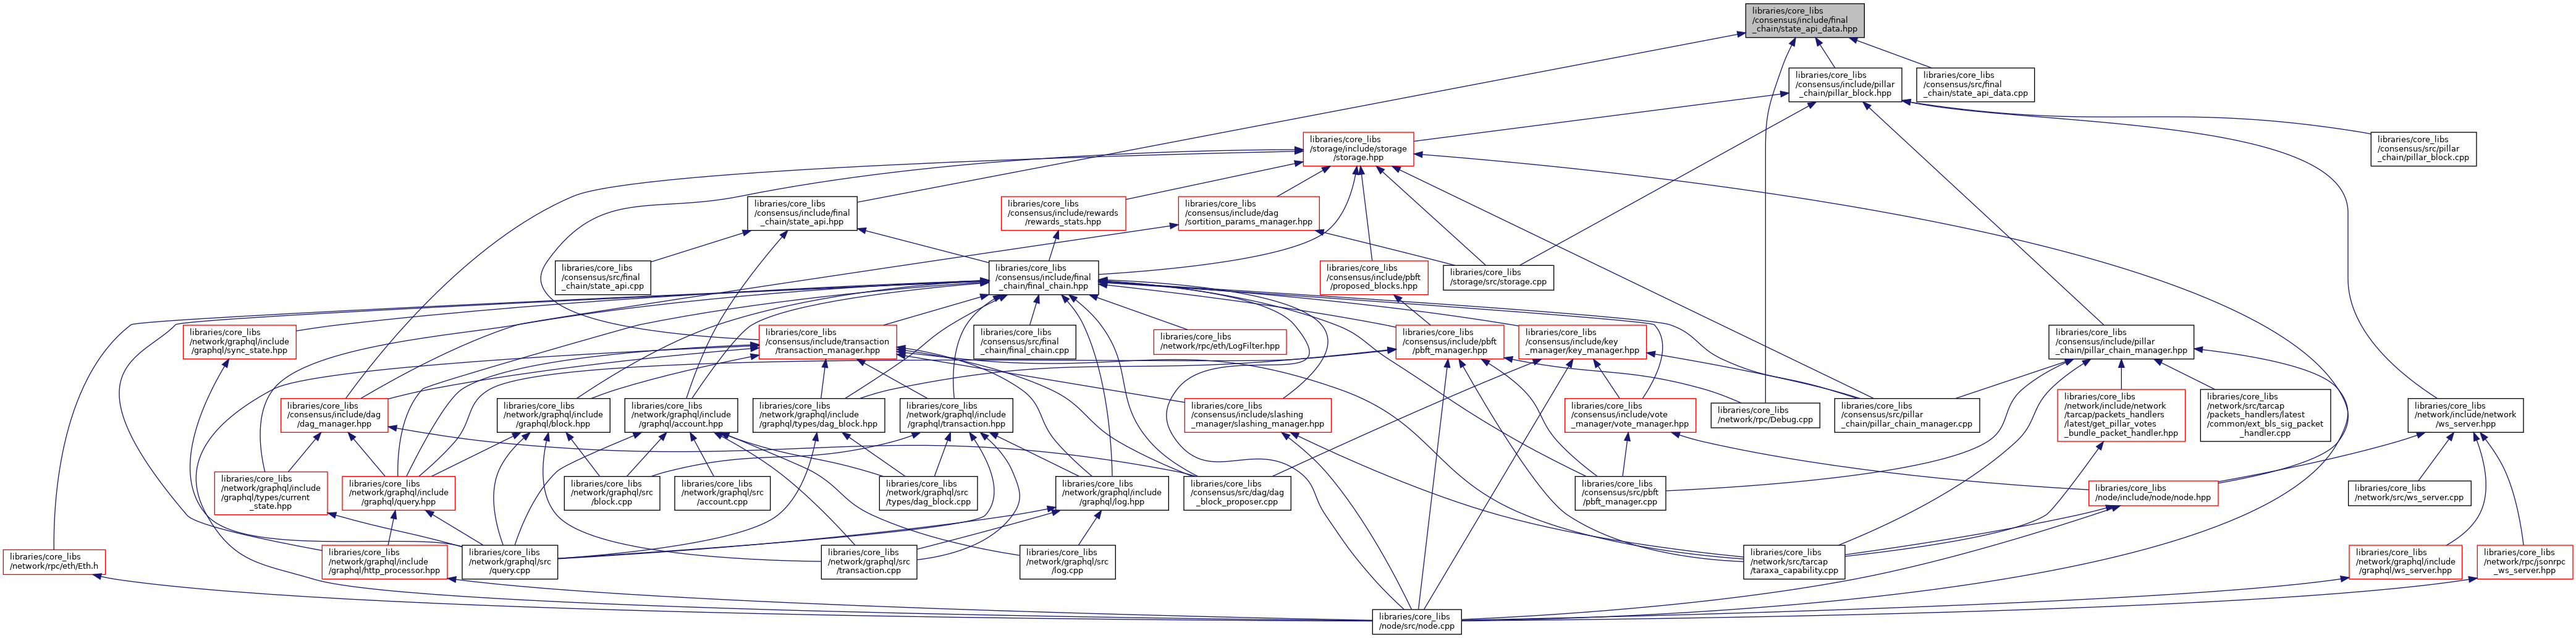 libraries/core_libs
/consensus/include/final
_chain/state_api_data.hpp
libraries/core_libs
/consensus/include/pillar
_chain/pillar_block.hpp
libraries/core_libs
/consensus/src/final
_chain/state_api_data.cpp
libraries/core_libs
/storage/include/storage
/storage.hpp
libraries/core_libs
/consensus/src/pillar
_chain/pillar_block.cpp
libraries/core_libs
/consensus/include/final
_chain/state_api.hpp
libraries/core_libs
/consensus/include/rewards
/rewards_stats.hpp
libraries/core_libs
/consensus/include/dag
/sortition_params_manager.hpp
libraries/core_libs
/consensus/src/final
_chain/state_api.cpp
libraries/core_libs
/consensus/include/final
_chain/final_chain.hpp
libraries/core_libs
/consensus/include/pbft
/proposed_blocks.hpp
libraries/core_libs
/storage/src/storage.cpp
libraries/core_libs
/network/graphql/include
/graphql/sync_state.hpp
libraries/core_libs
/consensus/include/transaction
/transaction_manager.hpp
libraries/core_libs
/consensus/src/final
_chain/final_chain.cpp
libraries/core_libs
/network/rpc/eth/LogFilter.hpp
libraries/core_libs
/consensus/include/pbft
/pbft_manager.hpp
libraries/core_libs
/consensus/include/key
_manager/key_manager.hpp
libraries/core_libs
/consensus/include/pillar
_chain/pillar_chain_manager.hpp
libraries/core_libs
/consensus/include/dag
/dag_manager.hpp
libraries/core_libs
/network/graphql/include
/graphql/block.hpp
libraries/core_libs
/network/graphql/include
/graphql/account.hpp
libraries/core_libs
/network/graphql/include
/graphql/types/dag_block.hpp
libraries/core_libs
/network/graphql/include
/graphql/transaction.hpp
libraries/core_libs
/consensus/include/slashing
_manager/slashing_manager.hpp
libraries/core_libs
/consensus/include/vote
_manager/vote_manager.hpp
libraries/core_libs
/network/rpc/Debug.cpp
libraries/core_libs
/consensus/src/pillar
_chain/pillar_chain_manager.cpp
libraries/core_libs
/network/include/network
/tarcap/packets_handlers
/latest/get_pillar_votes
_bundle_packet_handler.hpp
libraries/core_libs
/network/src/tarcap
/packets_handlers/latest
/common/ext_bls_sig_packet
_handler.cpp
libraries/core_libs
/network/include/network
/ws_server.hpp
libraries/core_libs
/network/graphql/include
/graphql/types/current
_state.hpp
libraries/core_libs
/network/graphql/include
/graphql/query.hpp
libraries/core_libs
/network/graphql/src
/block.cpp
libraries/core_libs
/network/graphql/src
/account.cpp
libraries/core_libs
/network/graphql/src
/types/dag_block.cpp
libraries/core_libs
/network/graphql/include
/graphql/log.hpp
libraries/core_libs
/consensus/src/dag/dag
_block_proposer.cpp
libraries/core_libs
/consensus/src/pbft
/pbft_manager.cpp
libraries/core_libs
/node/include/node/node.hpp
libraries/core_libs
/network/src/ws_server.cpp
libraries/core_libs
/network/rpc/eth/Eth.h
libraries/core_libs
/network/graphql/include
/graphql/http_processor.hpp
libraries/core_libs
/network/graphql/src
/query.cpp
libraries/core_libs
/network/graphql/src
/transaction.cpp
libraries/core_libs
/network/graphql/src
/log.cpp
libraries/core_libs
/network/src/tarcap
/taraxa_capability.cpp
libraries/core_libs
/network/graphql/include
/graphql/ws_server.hpp
libraries/core_libs
/network/rpc/jsonrpc
_ws_server.hpp
libraries/core_libs
/node/src/node.cpp